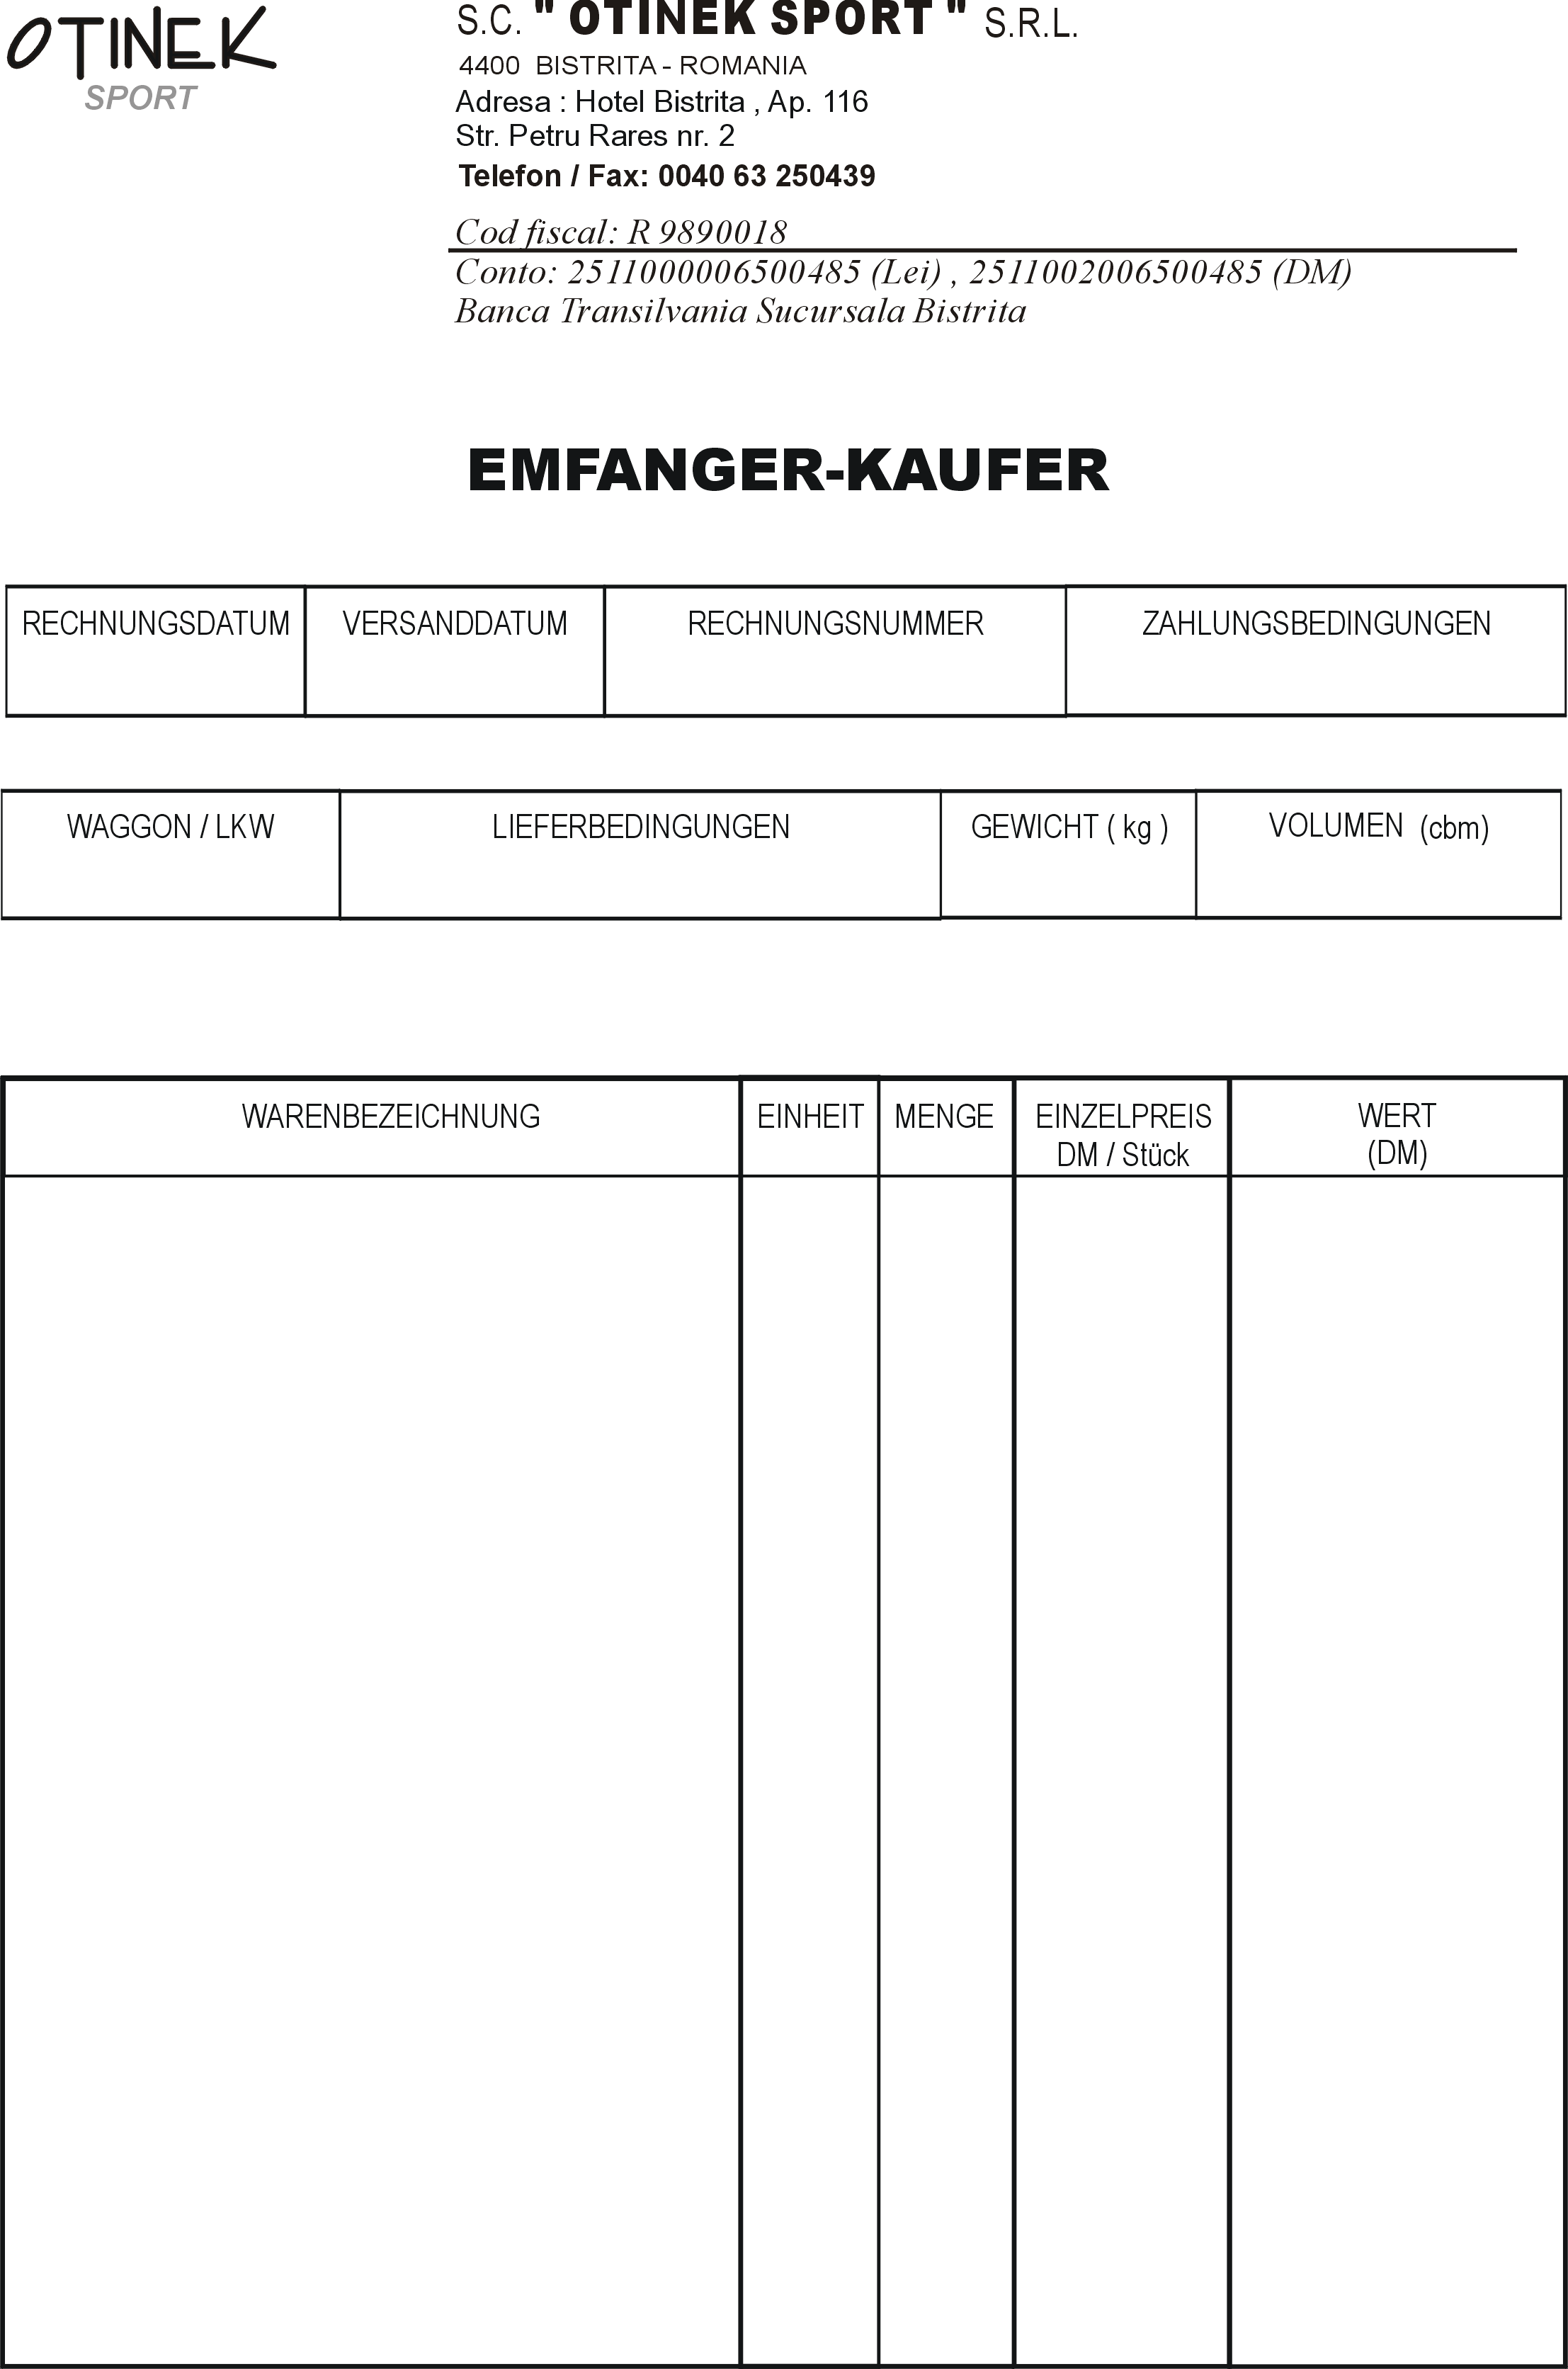 OTINEK
SPORT
S.C. " OTINEK SPORT " S.R.L.
4400 BISTRITA - ROMANIA
Adresa : Hotel Bistrita , Ap. 116
Str. Petru Rares nr. 2
Telefon / Fax: 0040 63 250439
Cod fiscal: R 9890018
Conto: 2511000006500485 (Lei) , 2511002006500485 (DM)
Banca Transilvania Sucursala Bistrita
EMFANGER-KAUFER
RECHNUNGSDATUM VERSANDDATUM RECHNUNGSNUMMER ZAHLUNGSBEDINGUNGEN
WAGGON / LKW LIEFERBEDINGUNGEN GEWICHT ( kg ) VOLUMEN (cbm)
WARENBEZEICHNUNG EINHEIT MENGE EINZELPREIS WERT
DM / Stück (DM)